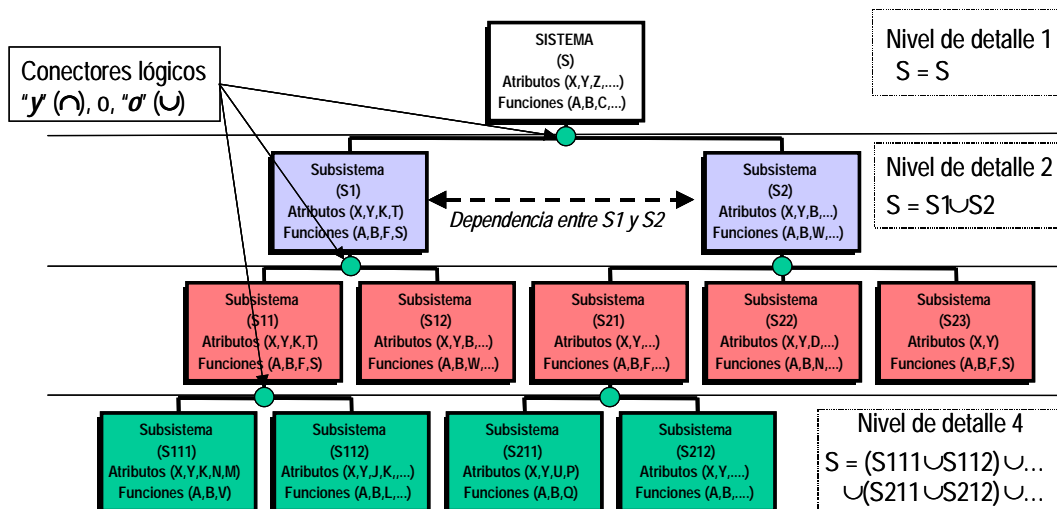 SISTEMA
(S)
Atributos (X,Y,Z,....)
Funciones (A,B,C,...)
Nivel de detalle 1
S = S
Conectores lógicos
"y" (∩), o, "o" (∪)
Subsistema
(S1)
Atributos (X,Y,K,T)
Funciones (A,B,F,S)
Dependencia entre S1 y S2
Subsistema
(S2)
Atributos (X,Y,B,...)
Funciones (A,B,W,...)
Nivel de detalle 2
S = S1∪S2
Subsistema
(S11)
Atributos (X,Y,K,T)
Funciones (A,B,F,S)
Subsistema
(S12)
Atributos (X,Y,B,...)
Funciones (A,B,W,...)
Subsistema
(S21)
Atributos (X,Y,...)
Funciones (A,B,F,...)
Subsistema
(S22)
Atributos (X,Y,D,...)
Funciones (A,B,N,...)
Subsistema
(S23)
Atributos (X,Y)
Funciones (A,B,F,S)
Subsistema
(S111)
Atributos (X,Y,K,N,M)
Funciones (A,B,V)
Subsistema
(S112)
Atributos (X,Y,J,K,,...)
Funciones (A,B,L,...)
Subsistema
(S211)
Atributos (X,Y,U,P)
Funciones (A,B,Q)
Subsistema
(S212)
Atributos (X,Y,....)
Funciones (A,B,....)
Nivel de detalle 4
S = (S111∪S112)∪...
∪(S211∪S212)∪...